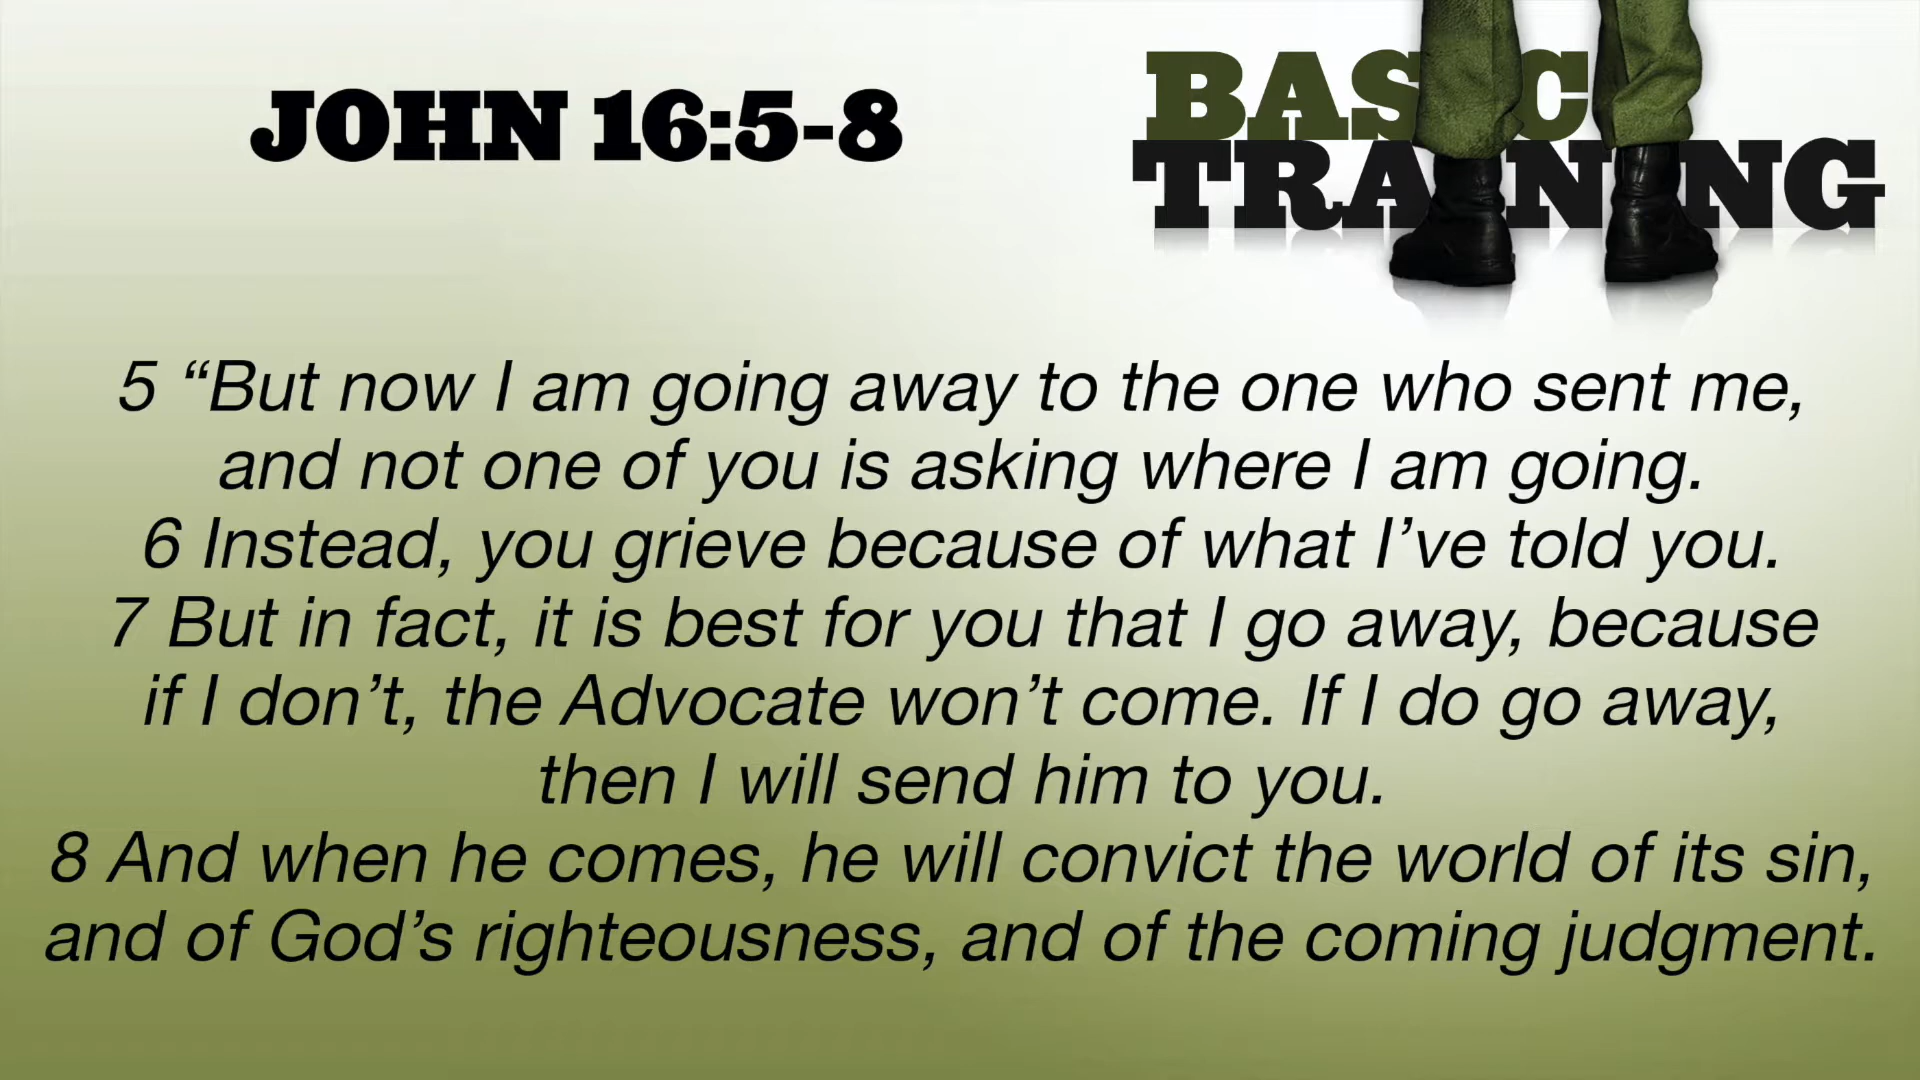 JOHN 16:5-8
BASIC
TRAINING
5 “But now I am going away to the one who sent me,
and not one of you is asking where I am going.
6 Instead, you grieve because of what I’ve told you.
7 But in fact, it is best for you that I go away, because
if I don’t, the Advocate won’t come. If I do go away,
then I will send him to you.
8 And when he comes, he will convict the world of its sin,
and of God’s righteousness, and of the coming judgment.